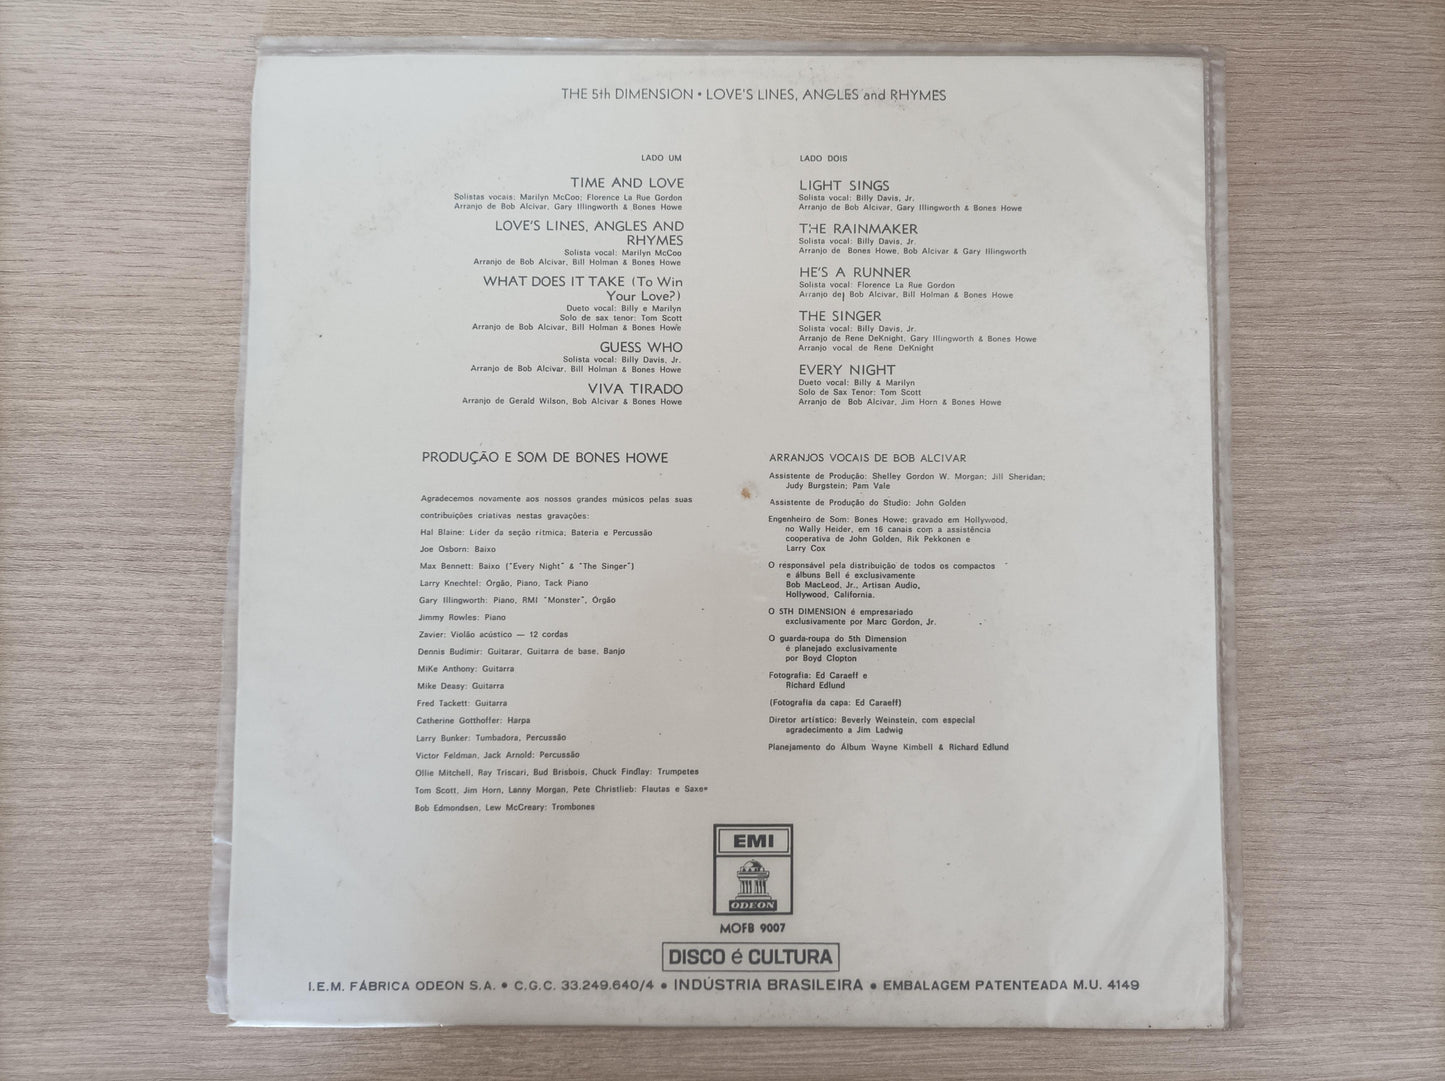 THE 5th DIMENSION • LOVE'S LINES, ANGLES and RHYMES
LADO UM
TIME AND LOVE
Solistas vocais: Marilyn McCoo; Florence La Rue Gordon
Arranjo de Bob Alcivar, Gary Illingworth & Bones Howe
LOVE'S LINES, ANGLES AND
RHYMES
Solista vocal: Marilyn McCoo
Arranjo de Bob Alcivar, Bill Holman & Bones Howe
WHAT DOES IT TAKE (To Win
Your Love?)
Dueto vocal: Billy e Marilyn
Solo de sax tenor: Tom Scott
Arranjo de Bob Alcivar, Bill Holman & Bones Howe
GUESS WHO
Solista vocal: Billy Davis, Jr.
Arranjo de Bob Alcivar, Bill Holman & Bones Howe
VIVA TIRADO
Arranjo de Gerald Wilson, Bob Alcivar & Bones Howe
LADO DOIS
LIGHT SINGS
Solista vocal: Billy Davis, Jr.
Arranjo de Bob Alcivar, Gary Illingworth & Bones Howe
THE RAINMAKER
Solista vocal: Billy Davis, Jr.
Arranjo de Bones Howe, Bob Alcivar & Gary Illingworth
HE'S A RUNNER
Solista vocal: Florence La Rue Gordon
Arranjo de Bob Alcivar, Bill Holman & Bones Howe
THE SINGER
Solista vocal: Billy Davis, Jr.
Arranjo de Rene DeKnight, Gary Illingworth & Bones Howe
Arranjo vocal de Rene DeKnight
EVERY NIGHT
Dueto vocal: Billy & Marilyn
Solo de Sax Tenor: Tom Scott
Arranjo de Bob Alcivar, Jim Horn & Bones Howe
PRODUÇÃO E SOM DE BONES HOWE
Agradecemos novamente aos nossos grandes músicos pelas suas
contribuições criativas nestas gravações:
Hal Blaine: Lider da seção ritmica; Bateria e Percussão
Joe Osborn: Baixo
Max Bennett: Baixo ("Every Night" & "The Singer")
Larry Knechtel: Órgão, Piano, Tack Piano
Gary Illingworth: Piano, RMI "Monster", Órgão
Jimmy Rowles: Piano
Zavier: Violão acústico — 12 cordas
Dennis Budimir: Guitarar, Guitarra de base, Banjo
MiKe Anthony: Guitarra
Mike Deasy: Guitarra
Fred Tackett: Guitarra
Catherine Gotthoffer: Harpa
Larry Bunker: Tumbadora, Percussão
Victor Feldman, Jack Arnold: Percussão
Ollie Mitchell, Ray Triscari, Bud Brisbois, Chuck Findlay: Trumpetes
Tom Scott, Jim Horn, Lanny Morgan, Pete Christlieb: Flautas e Saxes
Bob Edmondsen, Lew McCreary: Trombones
ARRANJOS VOCAIS DE BOB ALCIVAR
Assistente de Produção: Shelley Gordon W. Morgan; Jill Sheridan;
Judy Burgstein; Pam Vale
Assistente de Produção do Studio: John Golden
Engenheiro de Som: Bones Howe; gravado em Hollywood,
no Wally Heider, em 16 canais com a assistência
cooperativa de John Golden, Rik Pekkonen e
Larry Cox
O responsável pela distribuição de todos os compactos
e álbuns Bell é exclusivamente
Bob MacLeod, Jr., Artisan Audio,
Hollywood, California.
O 5TH DIMENSION é empresariado
exclusivamente por Marc Gordon, Jr.
O guarda-roupa do 5th Dimension
é planejado exclusivamente
por Boyd Clopton
Fotografia: Ed Caraeff e
Richard Edlund
(Fotografia da capa: Ed Caraeff)
Diretor artístico: Beverly Weinstein, com especial
agradecimento a Jim Ladwig
Planejamento do Álbum Wayne Kimbell & Richard Edlund
EMI
ODEON
MOFB 9007
DISCO é CULTURA
I.E.M. FÁBRICA ODEON S.A. • C.G.C. 33.249.640/4 • INDÚSTRIA BRASILEIRA • EMBALAGEM PATENTEADA M.U. 4149